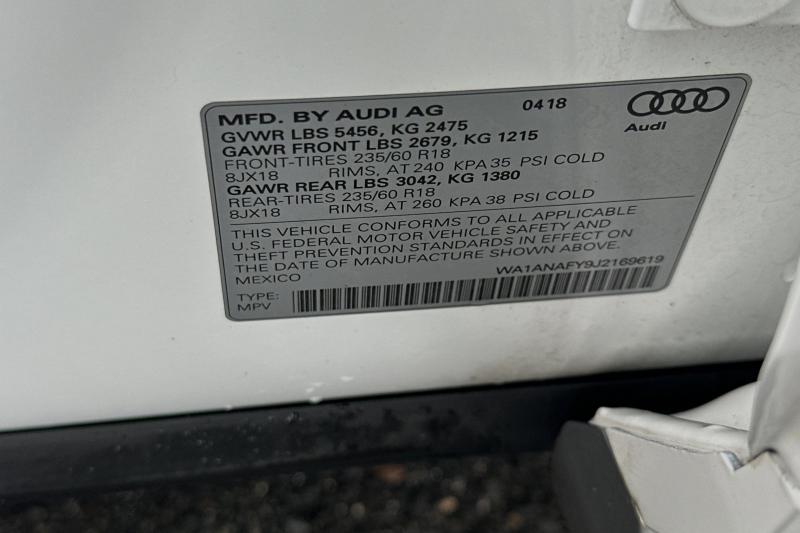 MFD. BY AUDI AG 0418
Audi
GVWR LBS 5456, KG 2475
GAWR FRONT LBS 2679, KG 1215
FRONT-TIRES 235/60 R18
8JX18 RIMS, AT 240 KPA 35 PSI COLD
GAWR REAR LBS 3042, KG 1380
REAR-TIRES 235/60 R18
8JX18 RIMS, AT 260 KPA 38 PSI COLD
THIS VEHICLE CONFORMS TO ALL APPLICABLE
U.S. FEDERAL MOTOR VEHICLE SAFETY AND
THEFT PREVENTION STANDARDS IN EFFECT ON
THE DATE OF MANUFACTURE SHOWN ABOVE.
MEXICO WA1ANAFY9J2169619
TYPE:
MPV